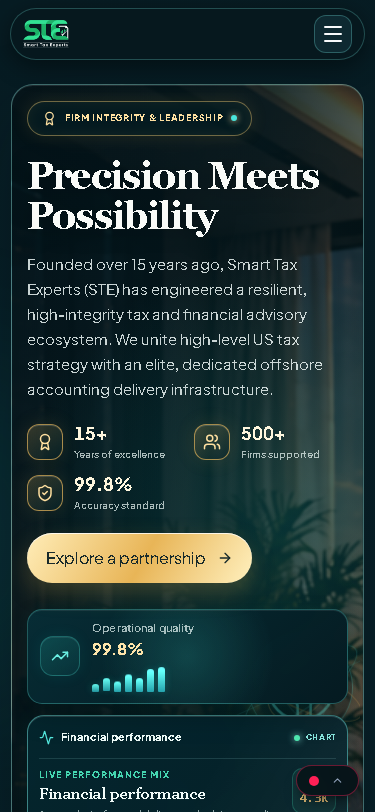 STE
Smart Tax Experts
FIRM INTEGRITY & LEADERSHIP
Precision Meets
Possibility
Founded over 15 years ago, Smart Tax
Experts (STE) has engineered a resilient,
high-integrity tax and financial advisory
ecosystem. We unite high-level US tax
strategy with an elite, dedicated offshore
accounting delivery infrastructure.
15+
Years of excellence
500+
Firms supported
99.8%
Accuracy standard
Explore a partnership →
Operational quality
99.8%
Financial performance
CHART
LIVE PERFORMANCE MIX
Financial performance
4.3k